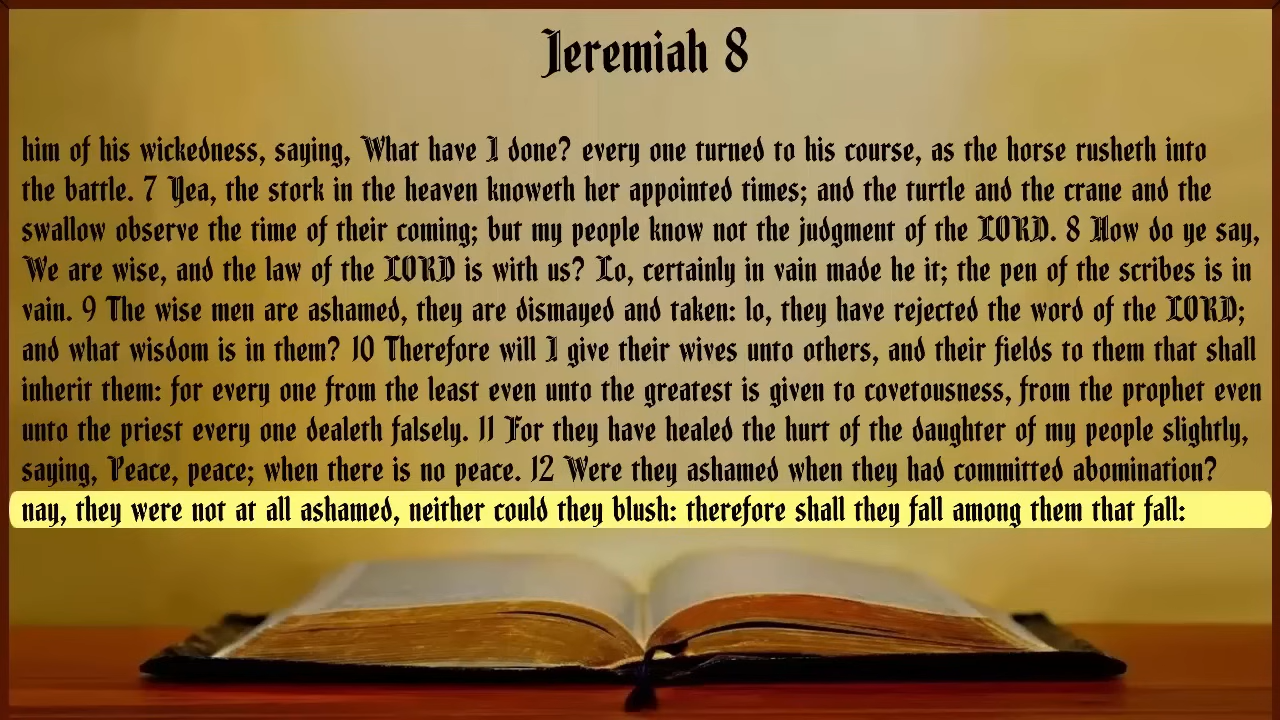 Jeremiah 8
him of his wickedness, saying, What have I done? every one turned to his course, as the horse rusheth into
the battle. 7 Yea, the stork in the heaven knoweth her appointed times; and the turtle and the crane and the
swallow observe the time of their coming; but my people know not the judgment of the LORD. 8 How do ye say,
We are wise, and the law of the LORD is with us? Lo, certainly in vain made he it; the pen of the scribes is in
vain. 9 The wise men are ashamed, they are dismayed and taken: lo, they have rejected the word of the LORD;
and what wisdom is in them? 10 Therefore will I give their wives unto others, and their fields to them that shall
inherit them: for every one from the least even unto the greatest is given to covetousness, from the prophet even
unto the priest every one dealeth falsely. 11 For they have healed the hurt of the daughter of my people slightly,
saying, Peace, peace; when there is no peace. 12 Were they ashamed when they had committed abomination?
nay, they were not at all ashamed, neither could they blush: therefore shall they fall among them that fall: